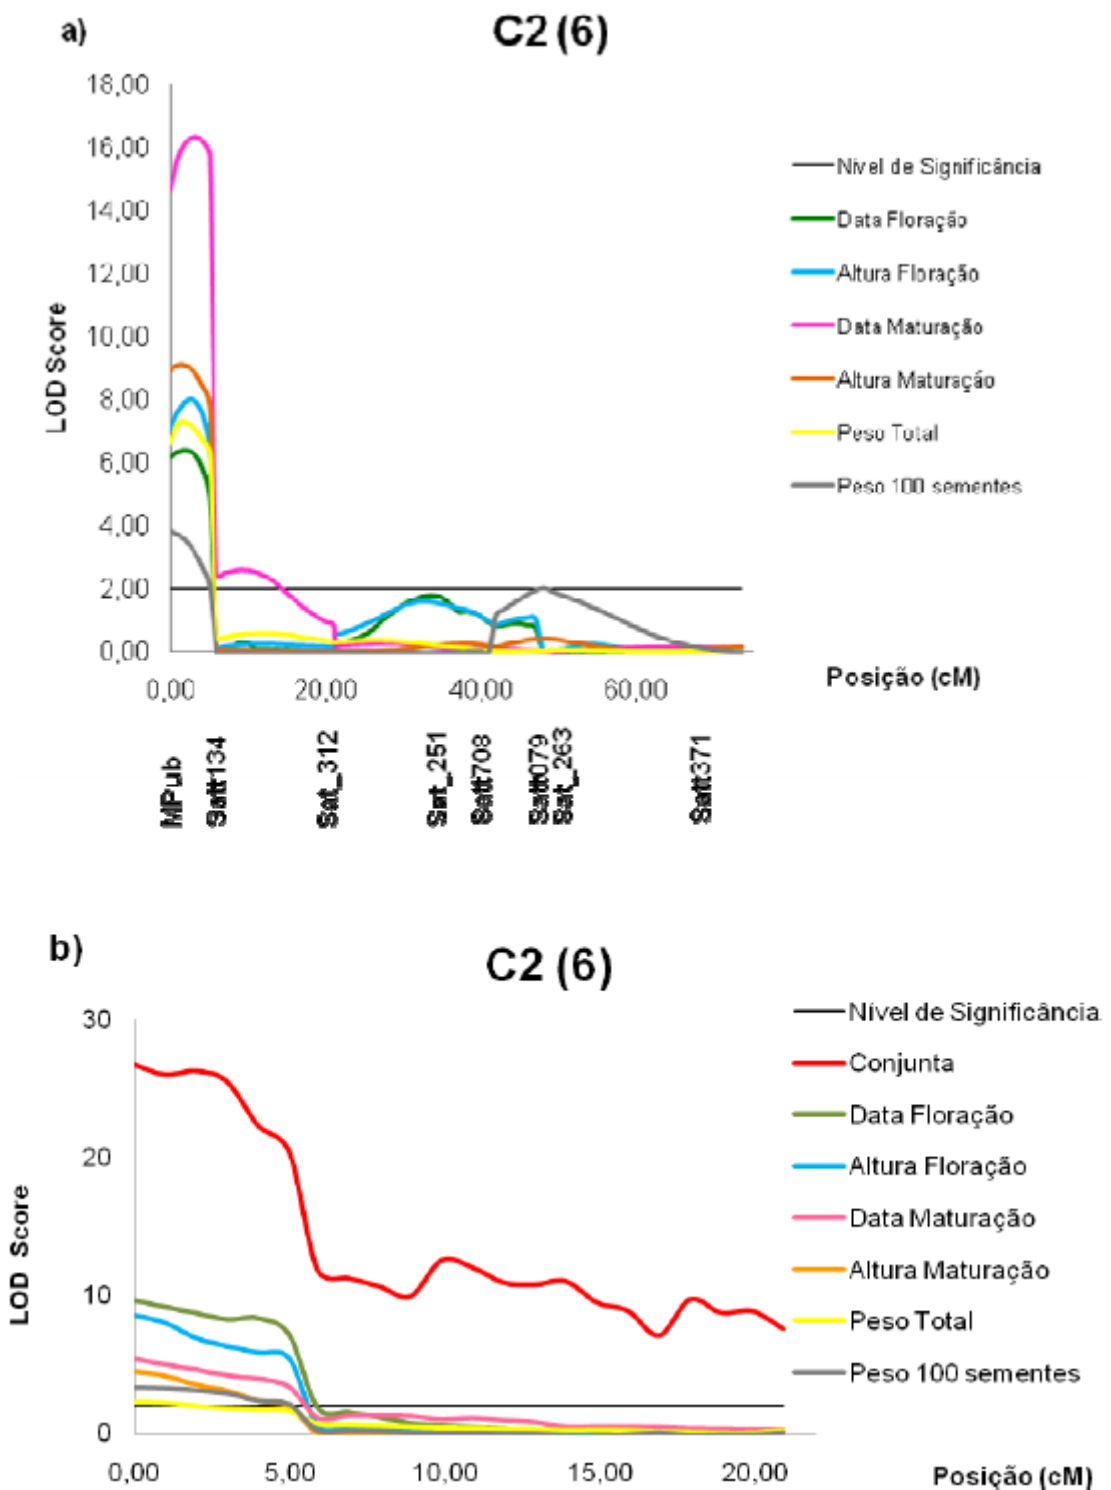 a)
C2 (6)
18,00
16,00
14,00
12,00
10,00
8,00
6,00
4,00
2,00
0,00
LOD Score
0,00 20,00 40,00 60,00
Posição (cM)
MPub
Satt134
Sat_312
Sat_251
Satt708
Satt079
Sat_263
Satt371
Nível de Significância
Data Floração
Altura Floração
Data Maturação
Altura Maturação
Peso Total
Peso 100 sementes
b)
C2 (6)
30
20
10
0
LOD Score
0,00 5,00 10,00 15,00 20,00
Posição (cM)
Nível de Significância
Conjunta
Data Floração
Altura Floração
Data Maturação
Altura Maturação
Peso Total
Peso 100 sementes